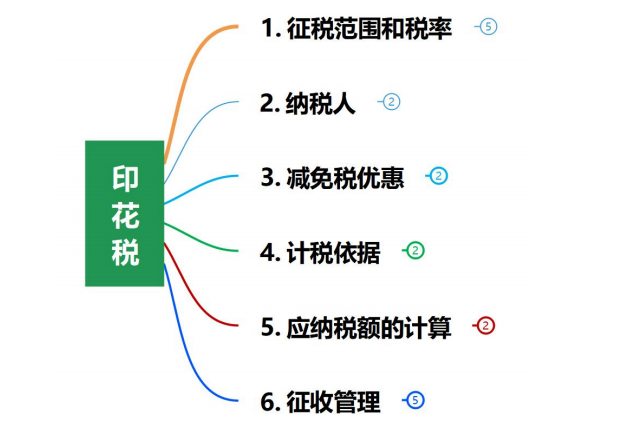 印
花
税
1. 征税范围和税率 5
2. 纳税人 2
3. 减免税优惠 2
4. 计税依据 2
5. 应纳税额的计算 2
6. 征收管理 5